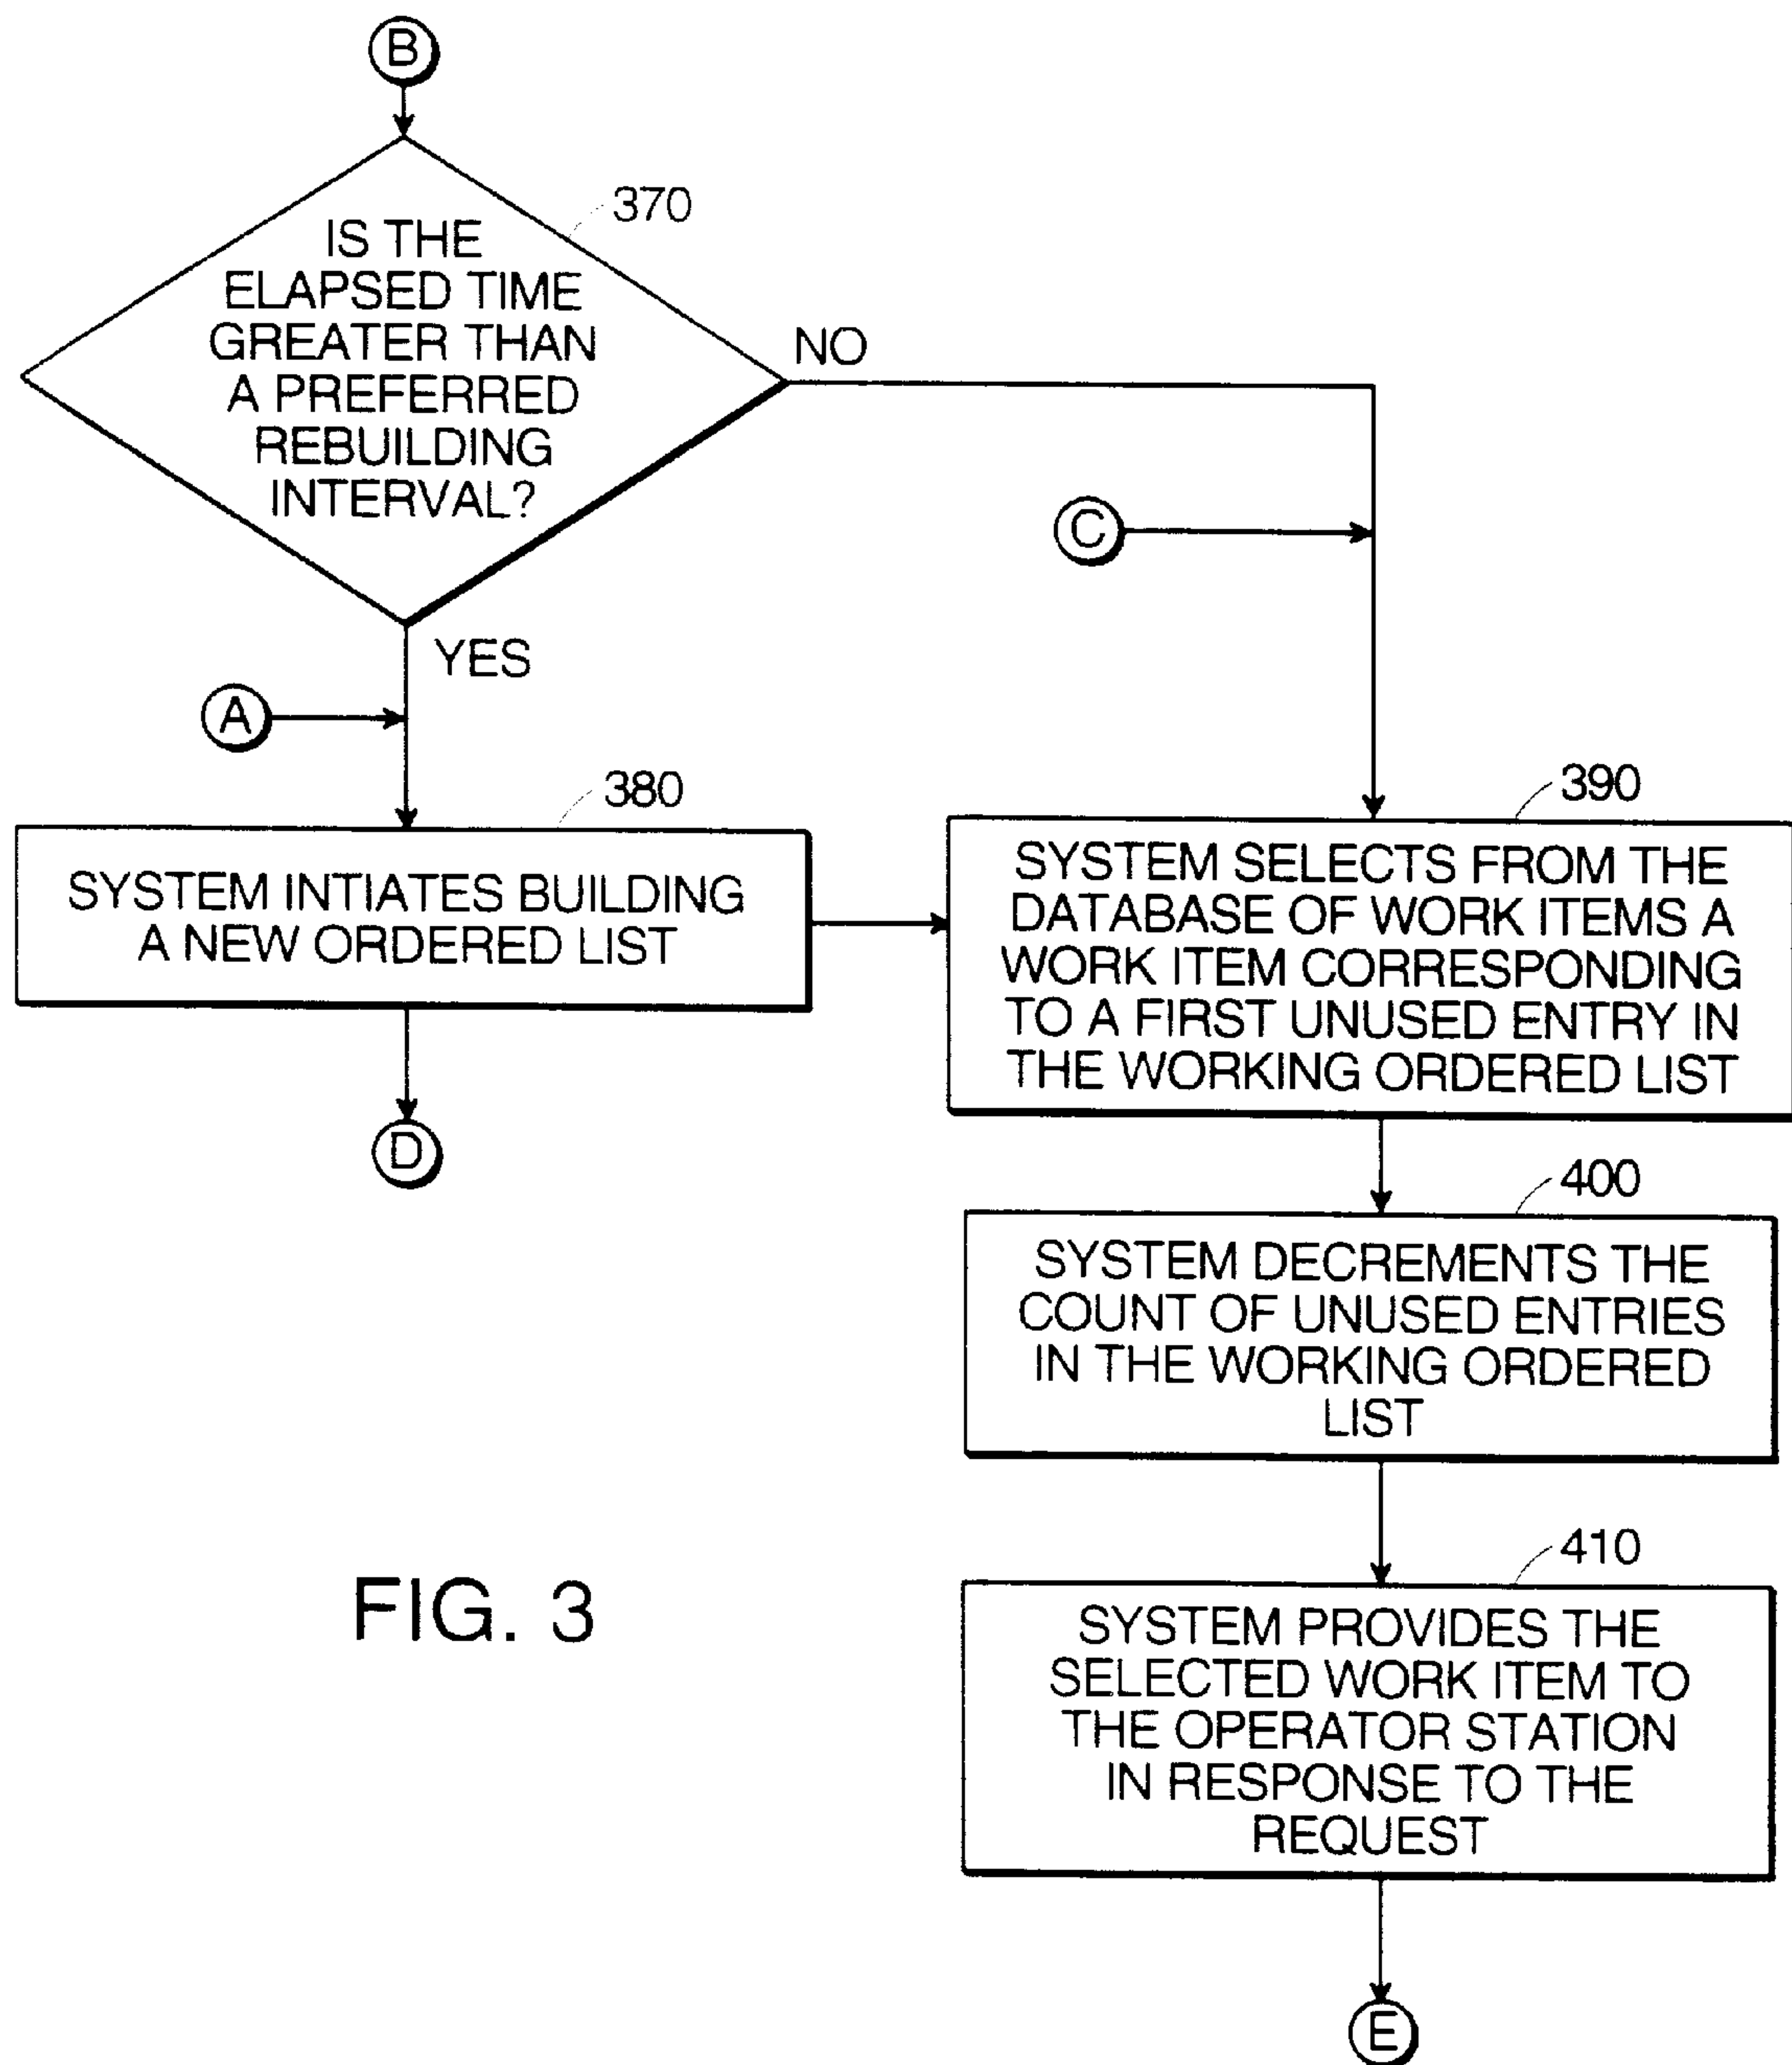 B
370
IS THE
ELAPSED TIME
GREATER THAN
A PREFERRED
REBUILDING
INTERVAL?
NO
C
YES
A
380
SYSTEM INTIATES BUILDING
A NEW ORDERED LIST
D
390
SYSTEM SELECTS FROM THE
DATABASE OF WORK ITEMS A
WORK ITEM CORRESPONDING
TO A FIRST UNUSED ENTRY IN
THE WORKING ORDERED LIST
400
SYSTEM DECREMENTS THE
COUNT OF UNUSED ENTRIES
IN THE WORKING ORDERED
LIST
410
SYSTEM PROVIDES THE
SELECTED WORK ITEM TO
THE OPERATOR STATION
IN RESPONSE TO THE
REQUEST
E
FIG. 3